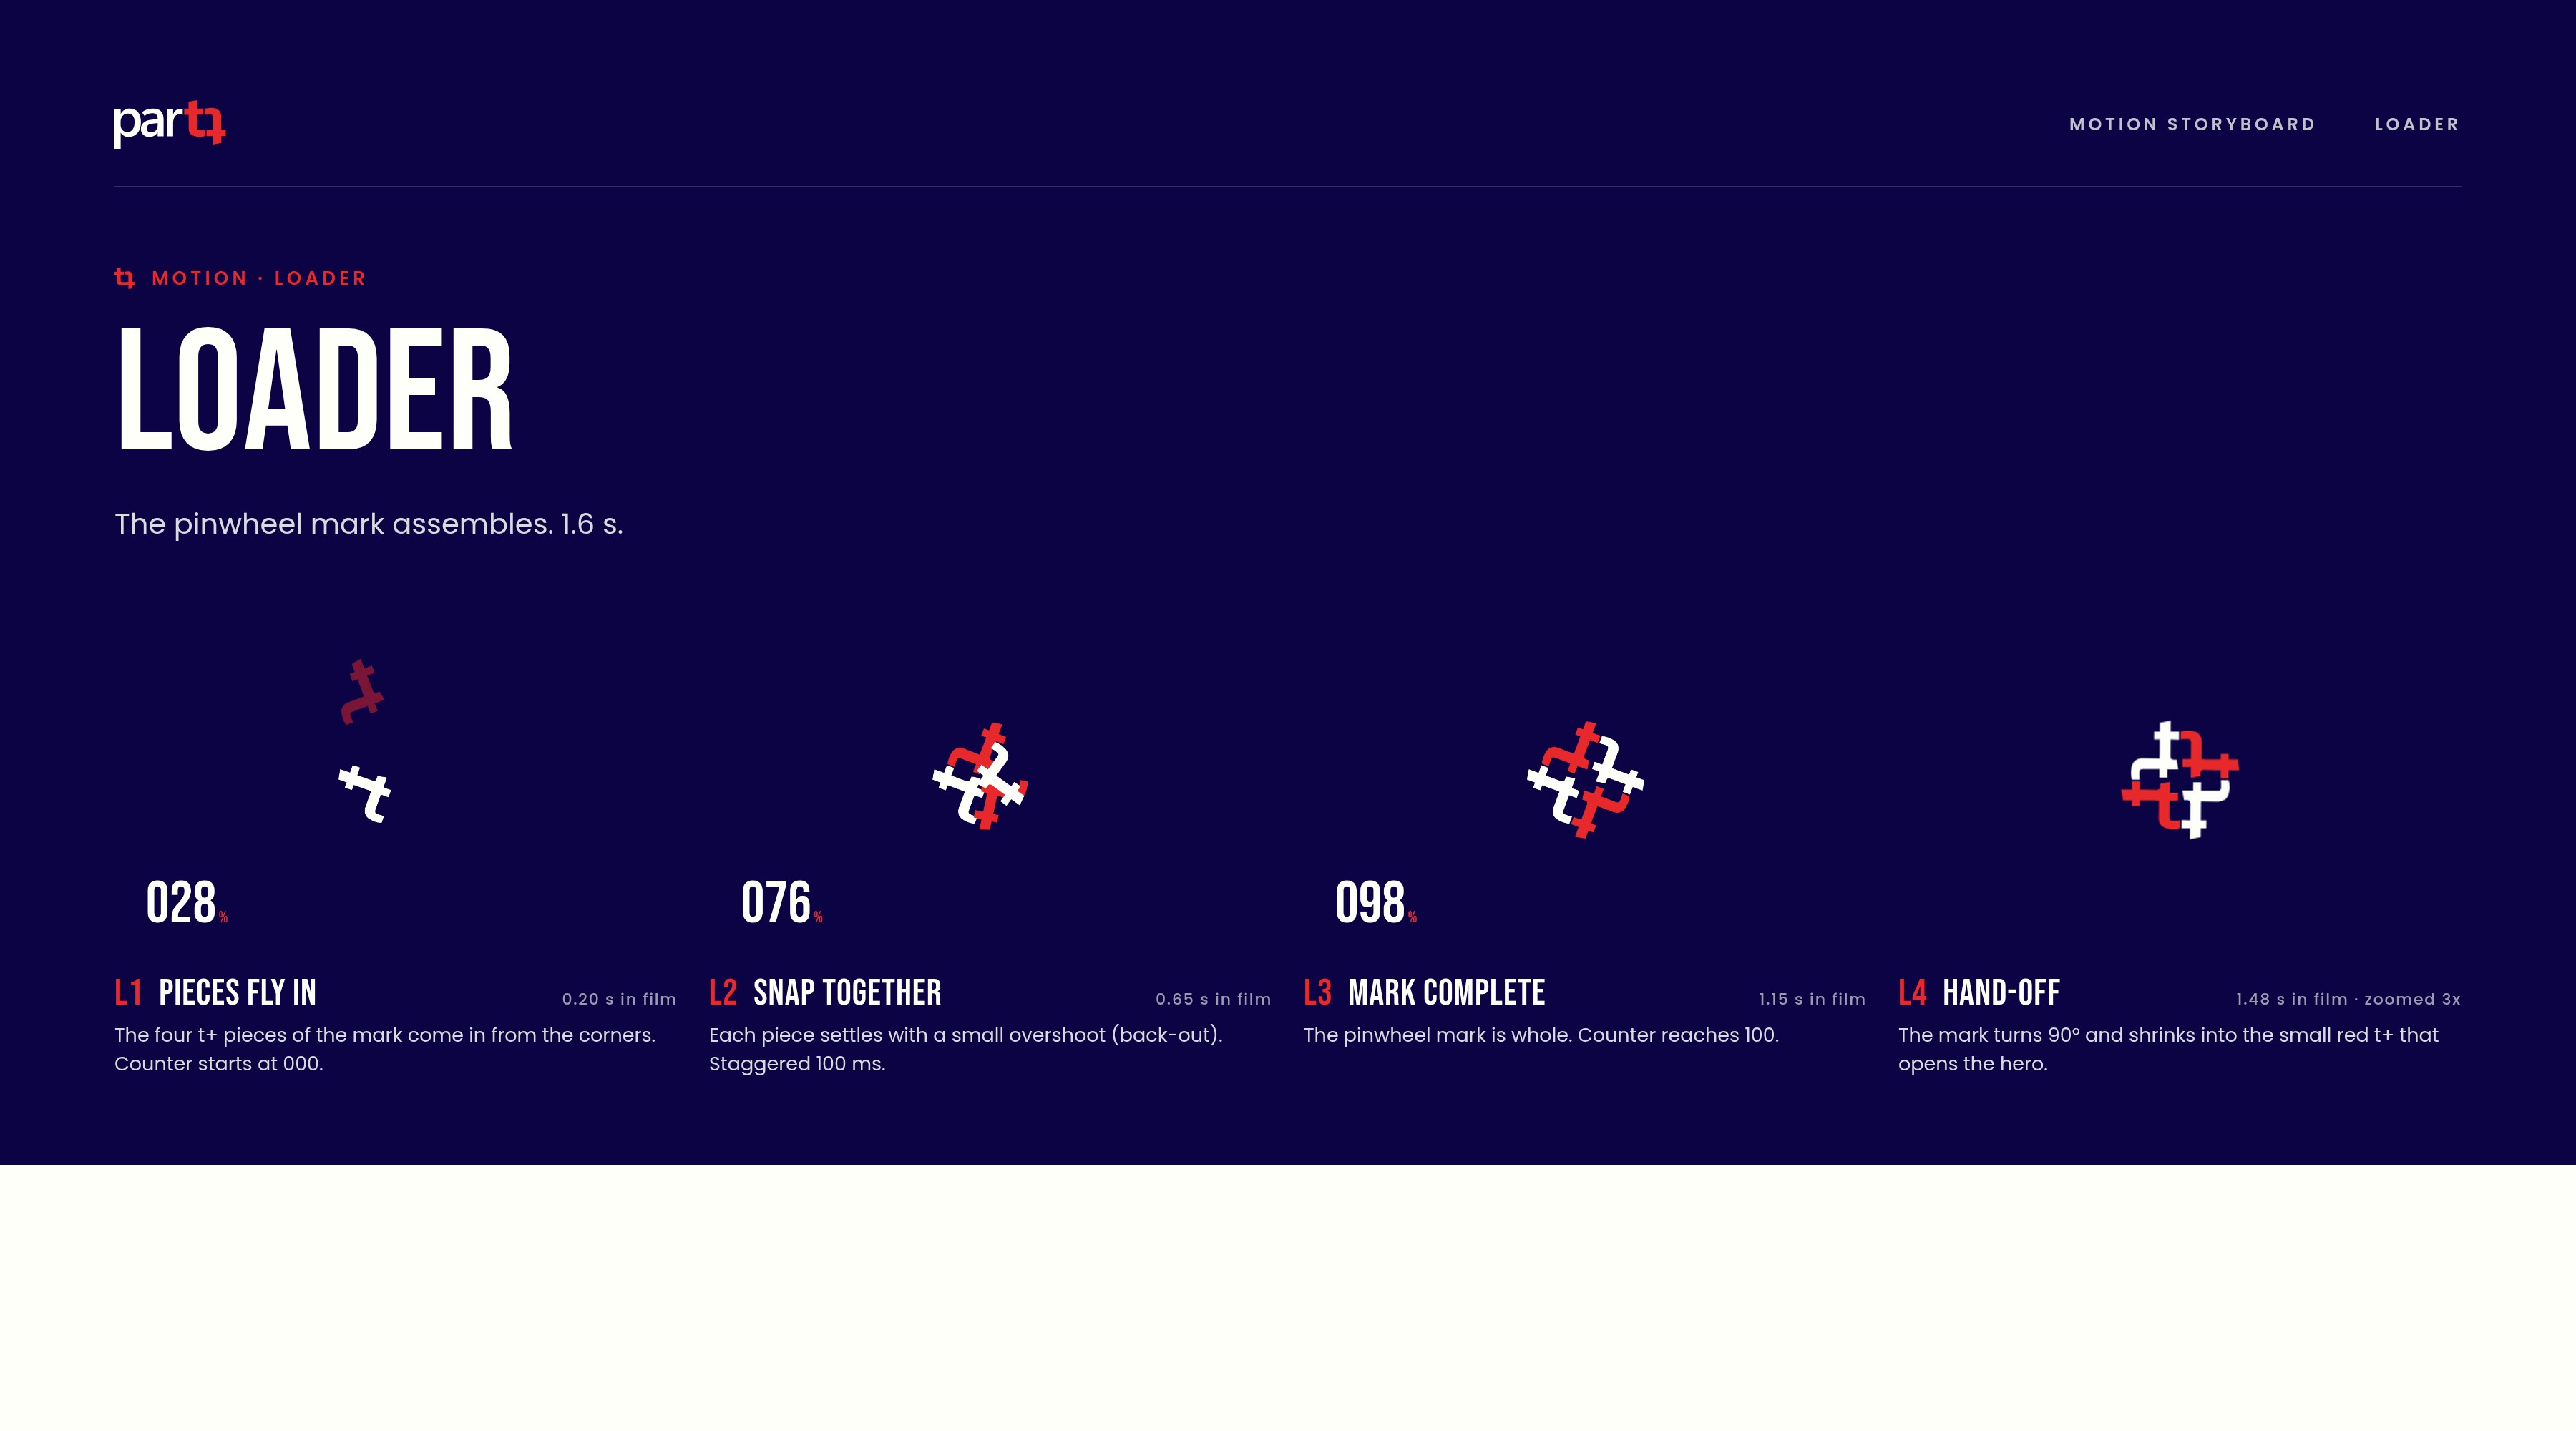 part+
MOTION STORYBOARD LOADER
MOTION · LOADER
LOADER
The pinwheel mark assembles. 1.6 s.
028%
076%
098%
L1 PIECES FLY IN 0.20 s in film
The four t+ pieces of the mark come in from the corners.
Counter starts at 000.
L2 SNAP TOGETHER 0.65 s in film
Each piece settles with a small overshoot (back-out).
Staggered 100 ms.
L3 MARK COMPLETE 1.15 s in film
The pinwheel mark is whole. Counter reaches 100.
L4 HAND-OFF 1.48 s in film · zoomed 3x
The mark turns 90° and shrinks into the small red t+ that
opens the hero.